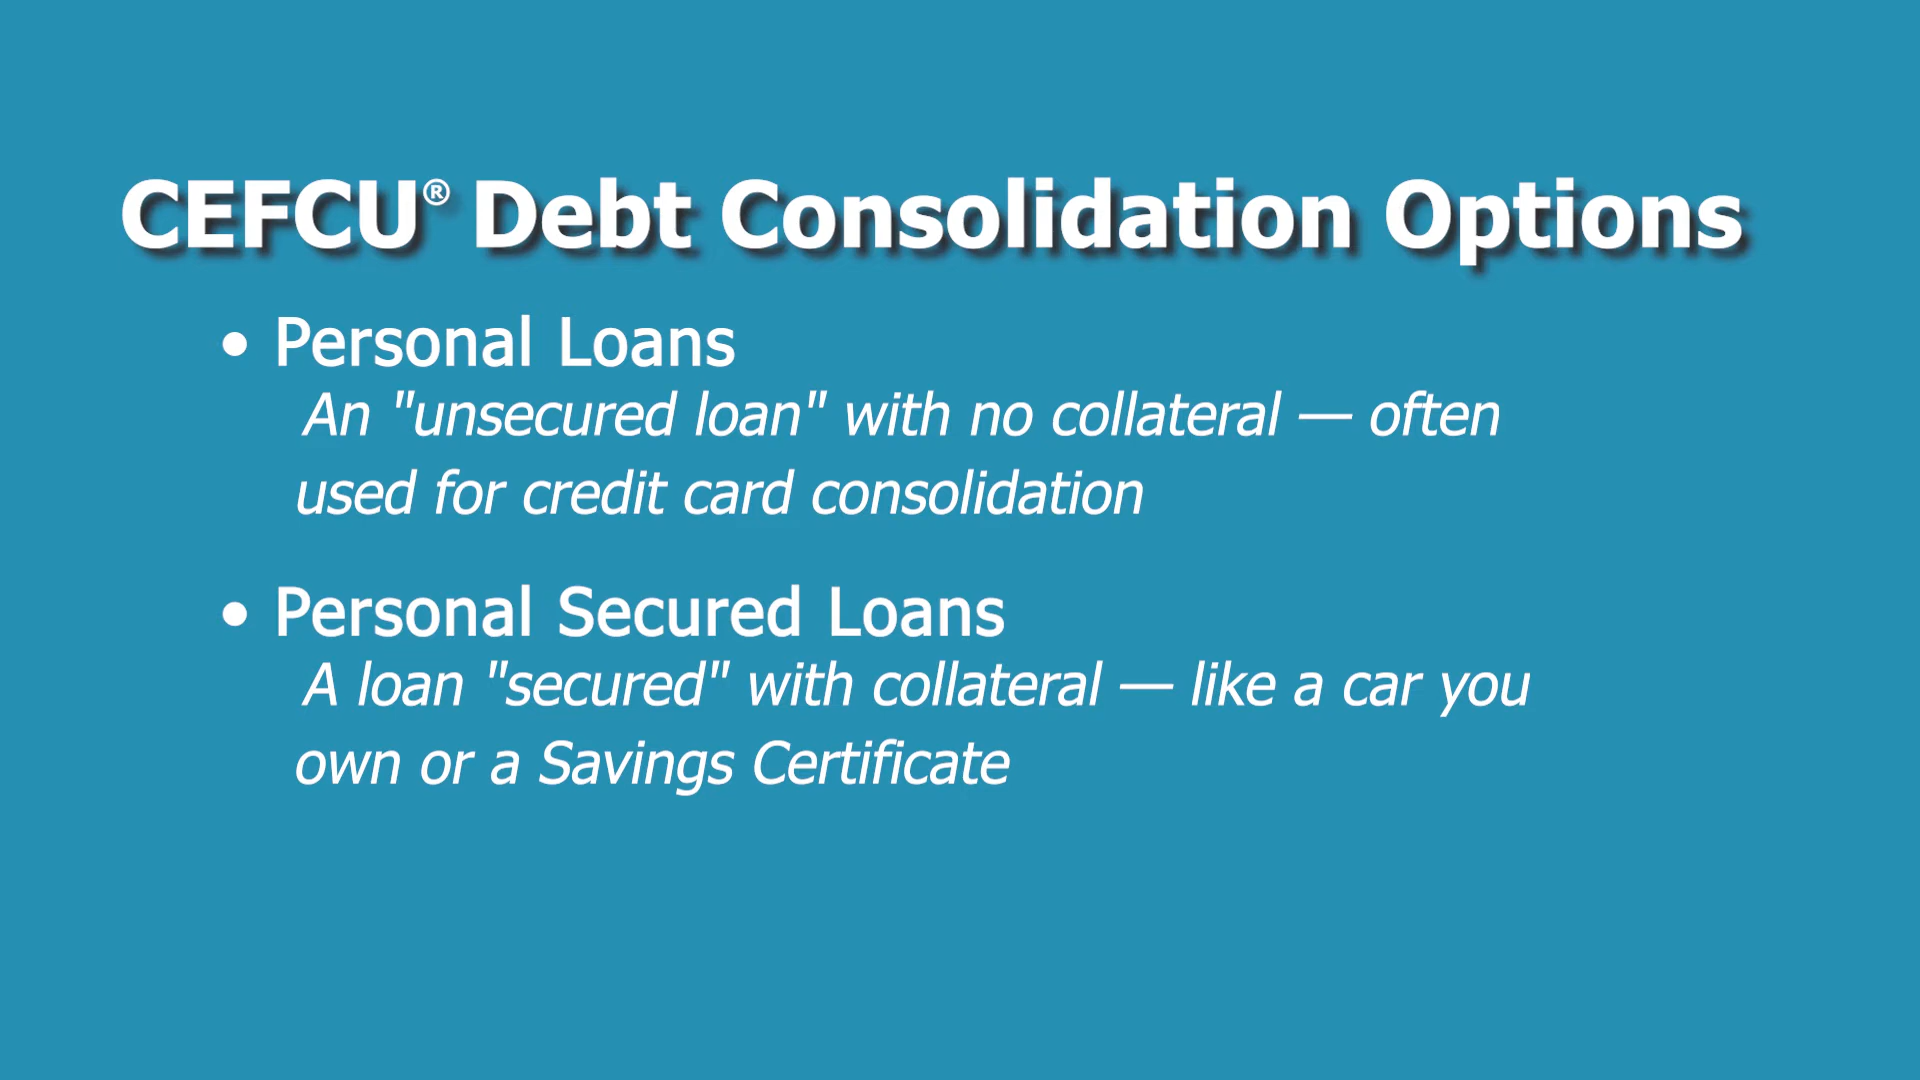 CEFCU® Debt Consolidation Options
• Personal Loans
An "unsecured loan" with no collateral — often
used for credit card consolidation
• Personal Secured Loans
A loan "secured" with collateral — like a car you
own or a Savings Certificate